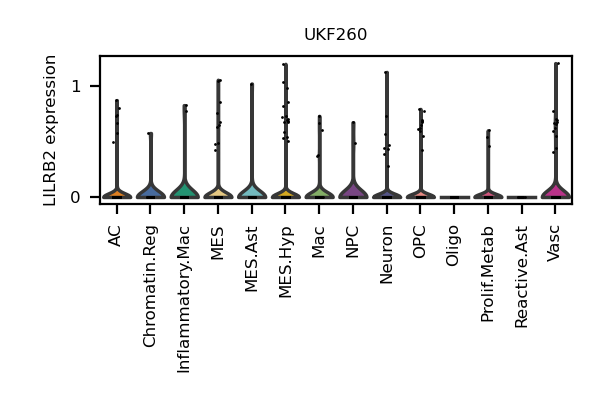 UKF260
LILRB2 expression
1
0
AC
Chromatin.Reg
Inflammatory.Mac
MES
MES.Ast
MES.Hyp
Mac
NPC
Neuron
OPC
Oligo
Prolif.Metab
Reactive.Ast
Vasc